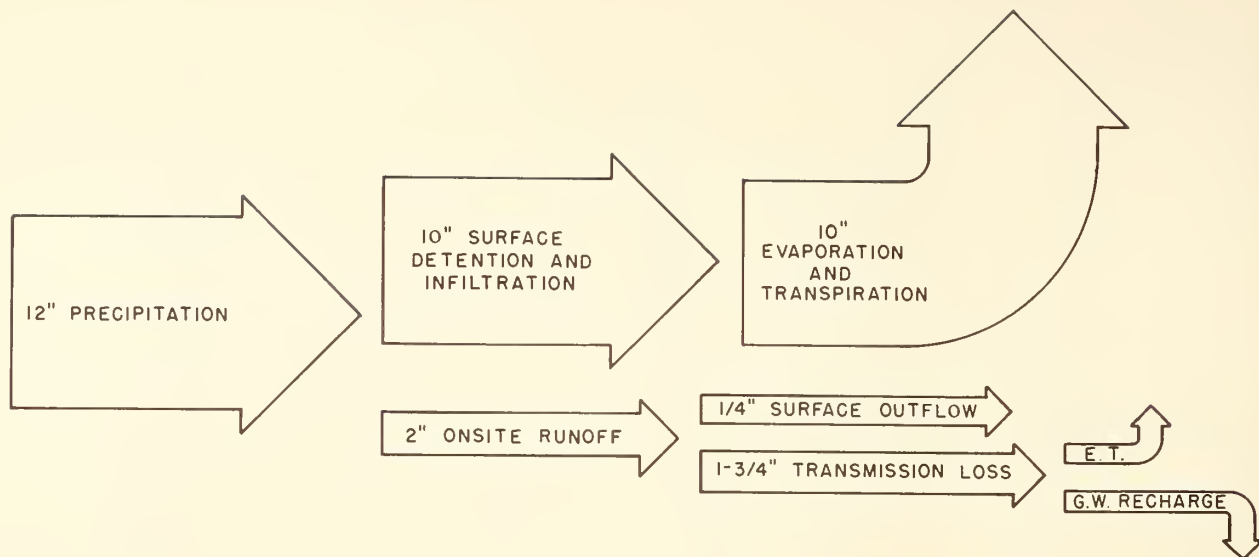 12" PRECIPITATION
10" SURFACE
DETENTION AND
INFILTRATION
10"
EVAPORATION
AND
TRANSPIRATION
2" ONSITE RUNOFF
1/4" SURFACE OUTFLOW
1-3/4" TRANSMISSION LOSS
E.T.
G.W. RECHARGE